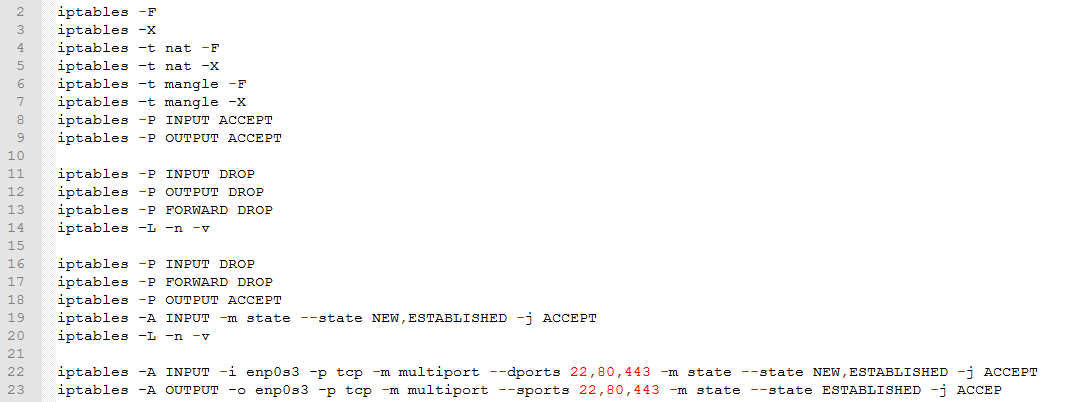 2 iptables -F
3 iptables -X
4 iptables -t nat -F
5 iptables -t nat -X
6 iptables -t mangle -F
7 iptables -t mangle -X
8 iptables -P INPUT ACCEPT
9 iptables -P OUTPUT ACCEPT
10
11 iptables -P INPUT DROP
12 iptables -P OUTPUT DROP
13 iptables -P FORWARD DROP
14 iptables -L -n -v
15
16 iptables -P INPUT DROP
17 iptables -P FORWARD DROP
18 iptables -P OUTPUT ACCEPT
19 iptables -A INPUT -m state --state NEW,ESTABLISHED -j ACCEPT
20 iptables -L -n -v
21
22 iptables -A INPUT -i enp0s3 -p tcp -m multiport --dports 22,80,443 -m state --state NEW,ESTABLISHED -j ACCEPT
23 iptables -A OUTPUT -o enp0s3 -p tcp -m multiport --sports 22,80,443 -m state --state ESTABLISHED -j ACCEP